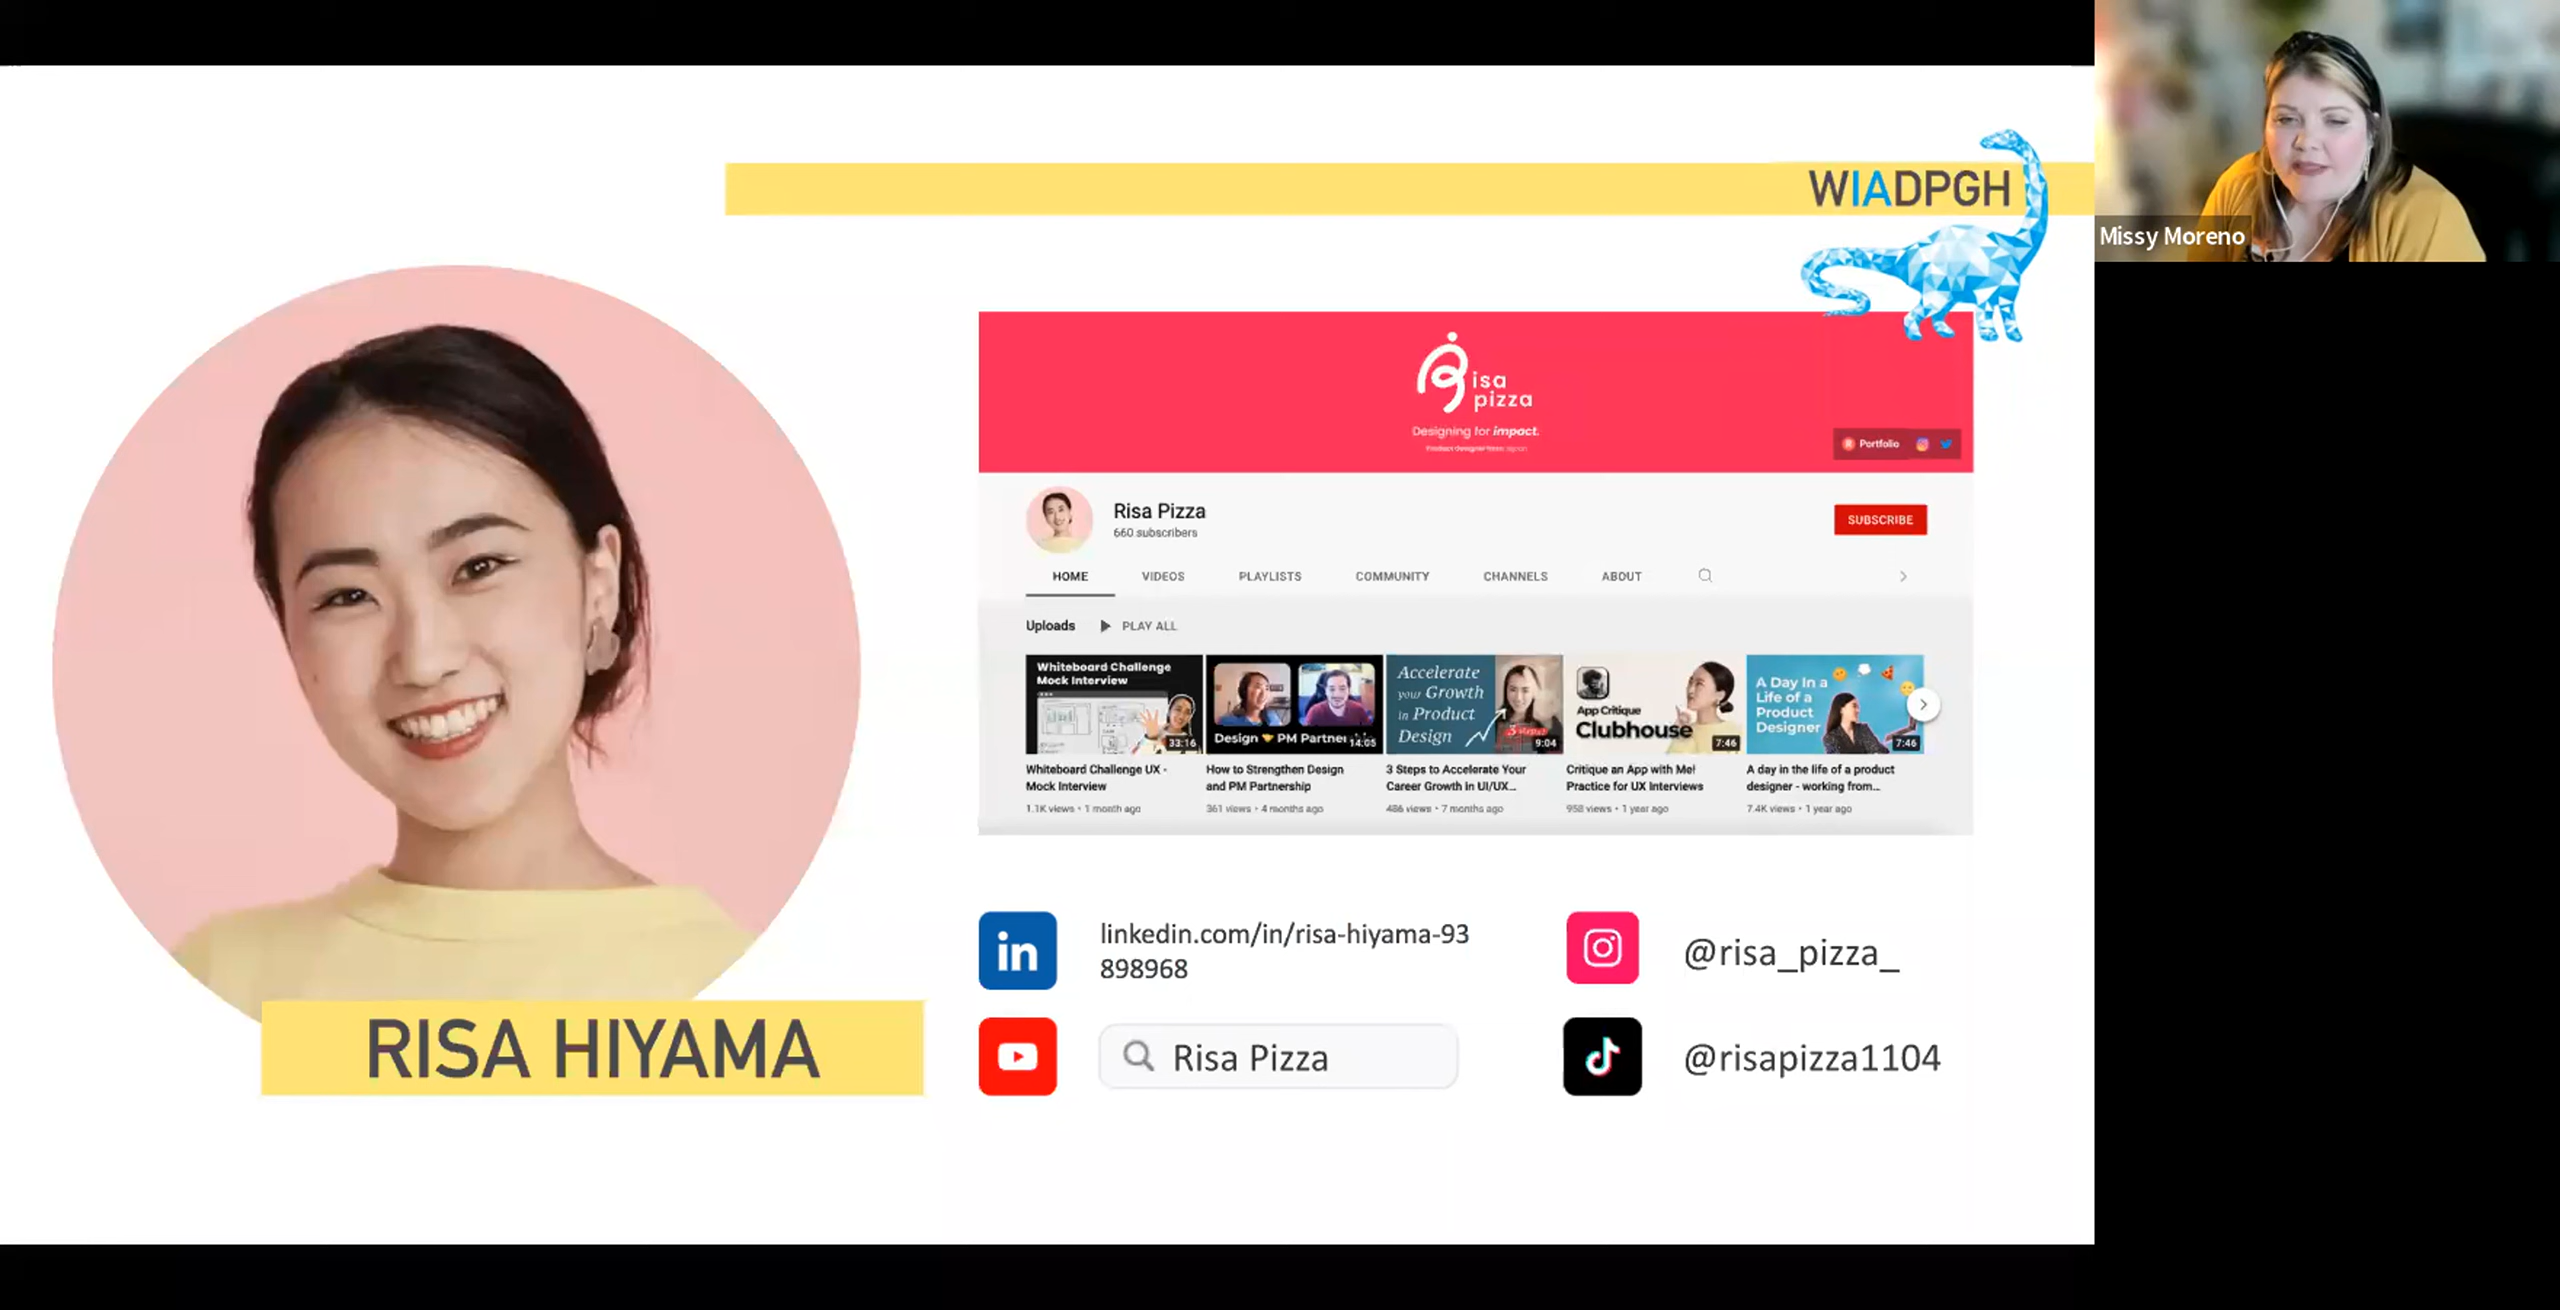 WIADPGH
Missy Moreno
Risa
pizza
Designing for impact.
Portfolio
Risa Pizza
660 subscribers
SUBSCRIBE
HOME VIDEOS PLAYLISTS COMMUNITY CHANNELS ABOUT
Uploads PLAY ALL
Whiteboard Challenge
Mock Interview
33:16
Design PM Partner
14:05
Accelerate
your Growth
in Product
Design
3 steps!
9:04
App Critique
Clubhouse
7:46
A Day In a
Life of a
Product
Designer
7:46
Whiteboard Challenge UX -
Mock Interview
1.1K views • 1 month ago
How to Strengthen Design
and PM Partnership
361 views • 4 months ago
3 Steps to Accelerate Your
Career Growth in UI/UX...
486 views • 7 months ago
Critique an App with Me!
Practice for UX Interviews
958 views • 1 year ago
A day in the life of a product
designer - working from...
7.4K views • 1 year ago
RISA HIYAMA
in
linkedin.com/in/risa-hiyama-93
898968
@risa_pizza_
Risa Pizza
@risapizza1104